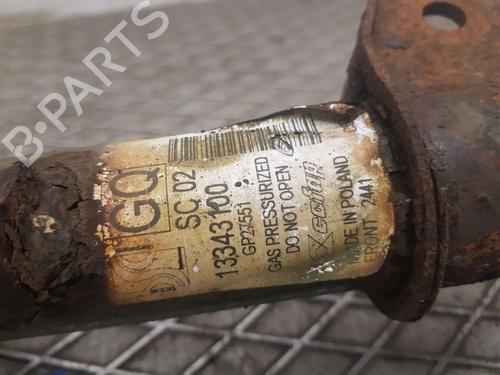 B-PARTS
GQ
SC 02
13343100
GP27551
GAS PRESSURIZED
DO NOT OPEN
MADE IN POLAND
FRONT 2441